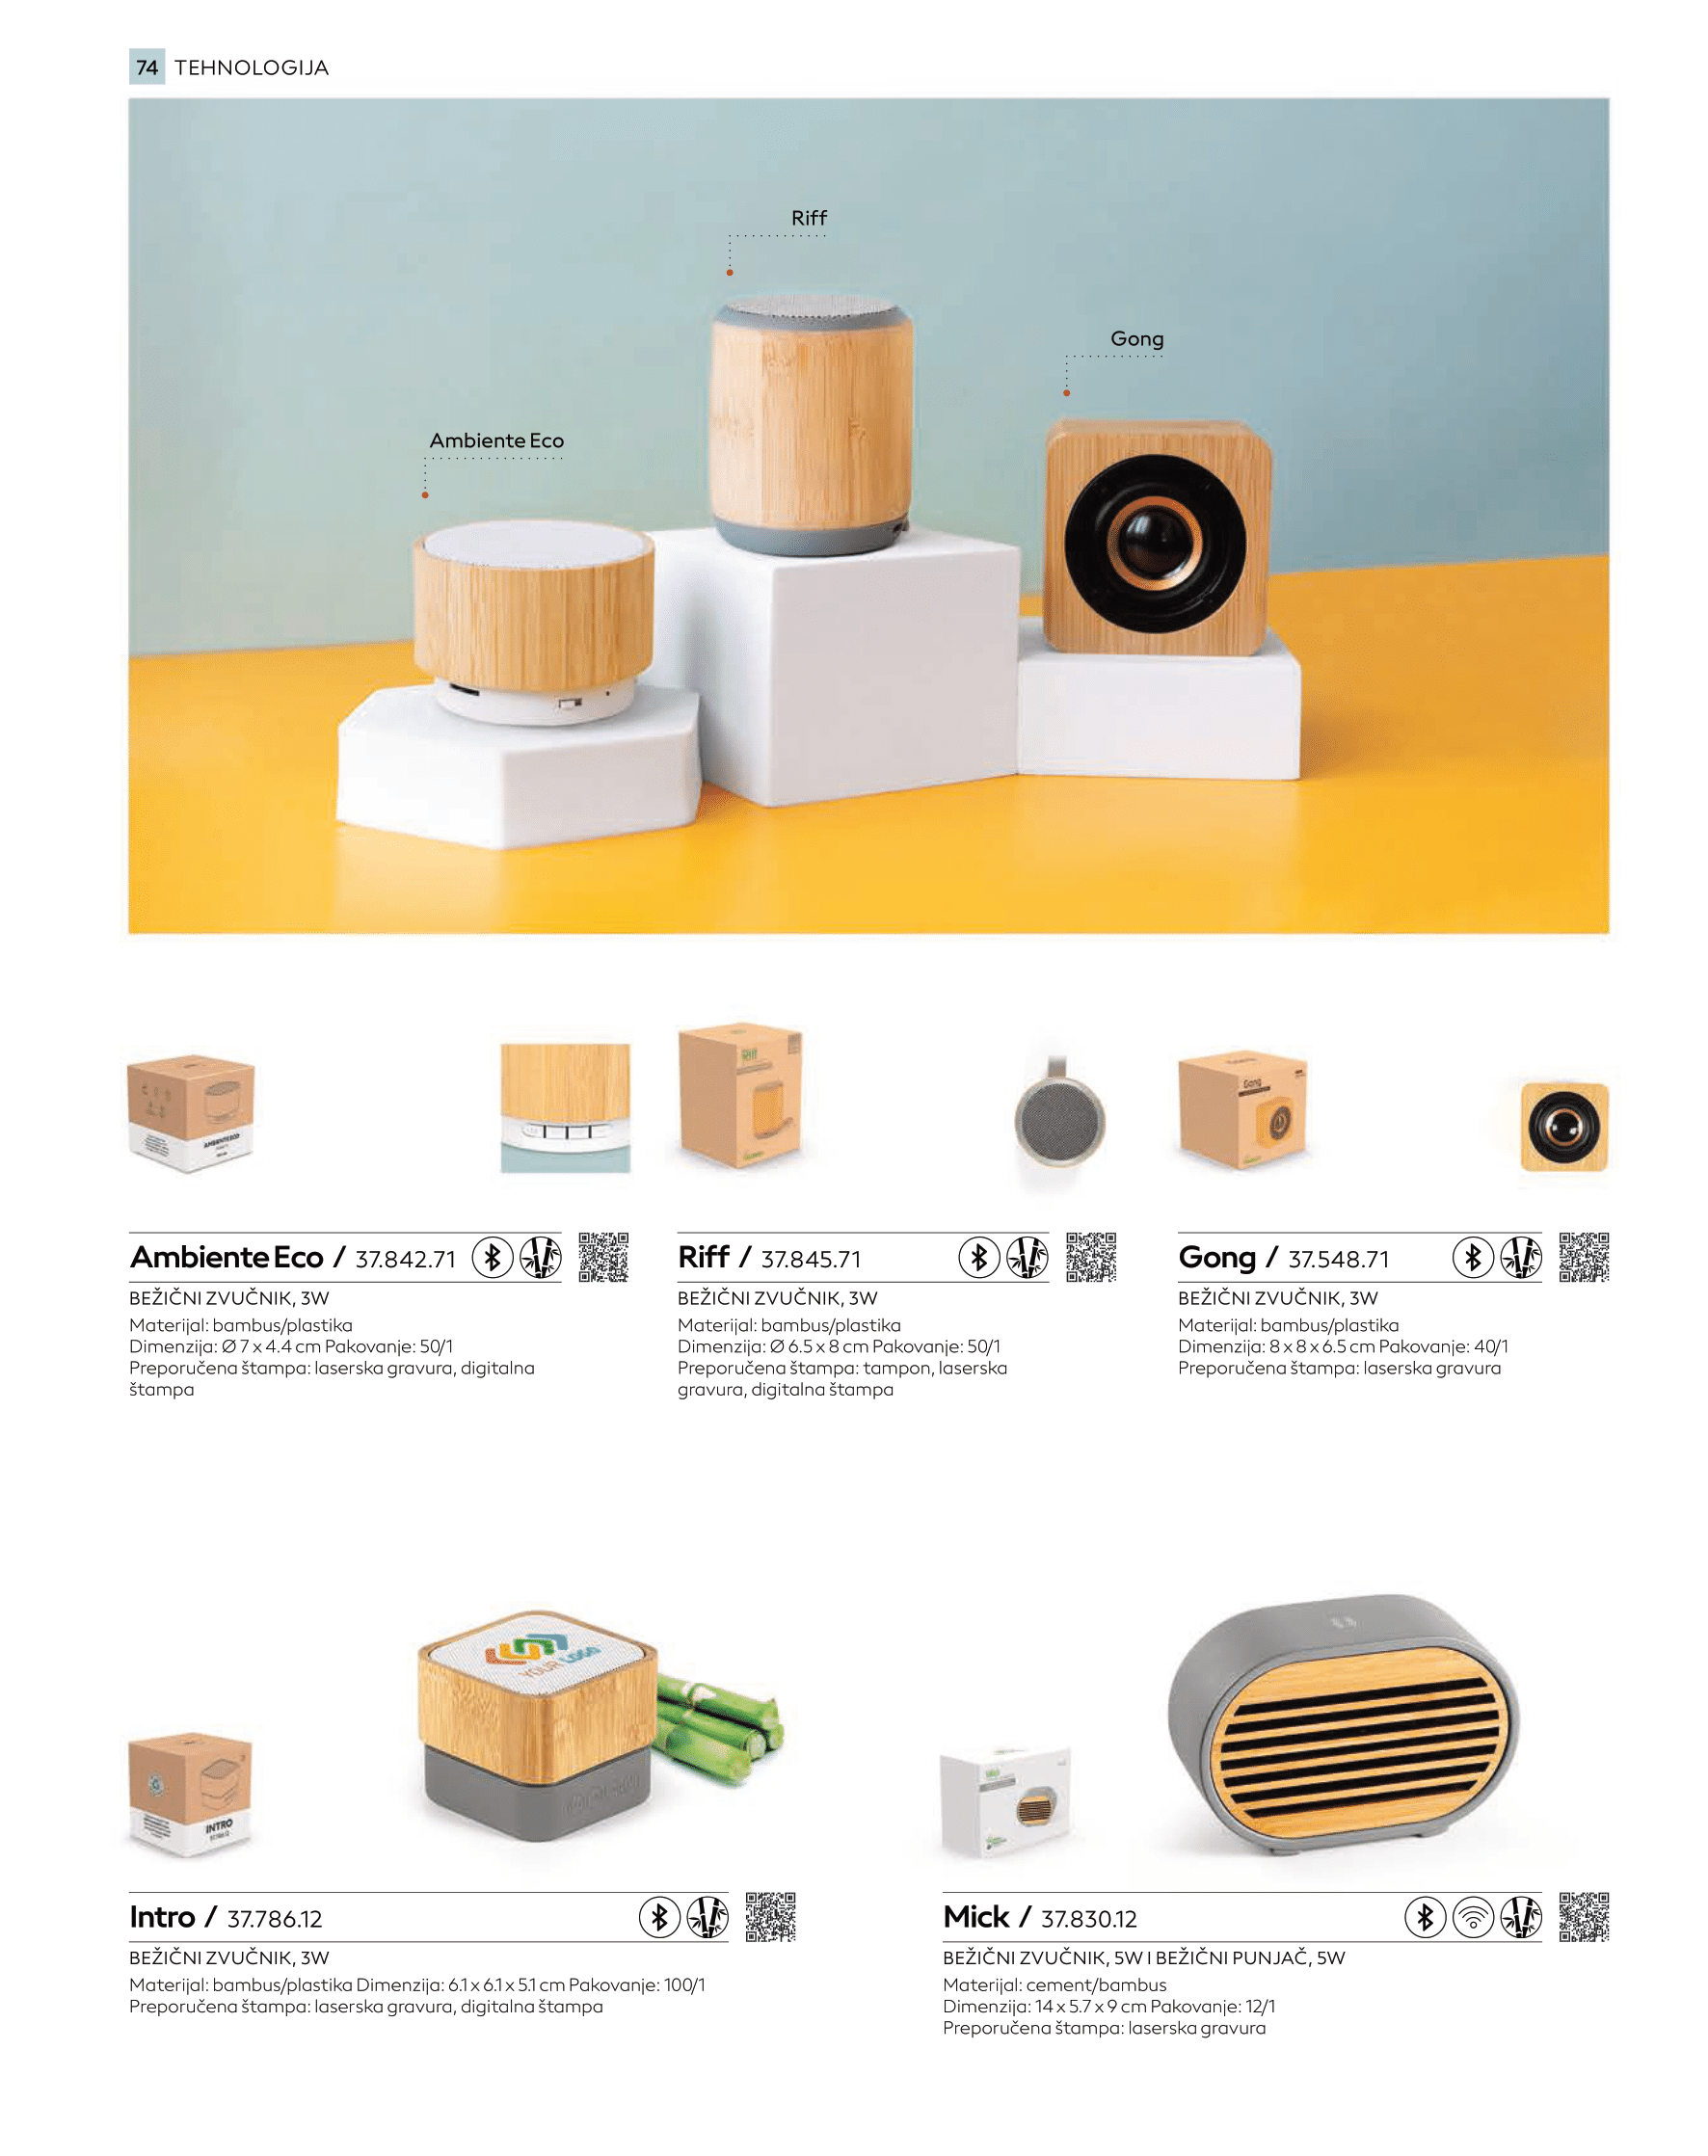 74 TEHNOLOGIJA
Riff
Gong
Ambiente Eco
Gong
AMBIENTE ECO
Ambiente Eco / 37.842.71
BEŽIČNI ZVUČNIK, 3W
Materijal: bambus/plastika
Dimenzija: Ø 7 x 4.4 cm Pakovanje: 50/1
Preporučena štampa: laserska gravura, digitalna
štampa
Riff / 37.845.71
BEŽIČNI ZVUČNIK, 3W
Materijal: bambus/plastika
Dimenzija: Ø 6.5 x 8 cm Pakovanje: 50/1
Preporučena štampa: tampon, laserska
gravura, digitalna štampa
Gong / 37.548.71
BEŽIČNI ZVUČNIK, 3W
Materijal: bambus/plastika
Dimenzija: 8 x 8 x 6.5 cm Pakovanje: 40/1
Preporučena štampa: laserska gravura
YOUR LOGO
INTRO
Intro / 37.786.12
BEŽIČNI ZVUČNIK, 3W
Materijal: bambus/plastika Dimenzija: 6.1 x 6.1 x 5.1 cm Pakovanje: 100/1
Preporučena štampa: laserska gravura, digitalna štampa
Mick / 37.830.12
BEŽIČNI ZVUČNIK, 5W I BEŽIČNI PUNJAČ, 5W
Materijal: cement/bambus
Dimenzija: 14 x 5.7 x 9 cm Pakovanje: 12/1
Preporučena štampa: laserska gravura